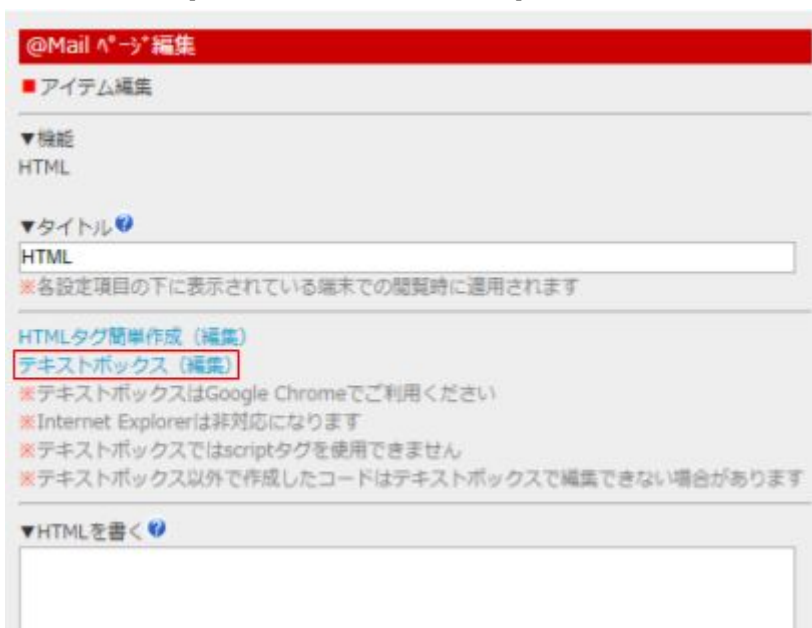 @Mail ﾍﾟｰｼﾞ編集
■アイテム編集
▼機能
HTML
▼タイトル
HTML
※各設定項目の下に表示されている端末での閲覧時に適用されます
HTMLタグ簡単作成（編集）
テキストボックス（編集）
※テキストボックスはGoogle Chromeでご利用ください
※Internet Explorerは非対応になります
※テキストボックスではscriptタグを使用できません
※テキストボックス以外で作成したコードはテキストボックスで編集できない場合があります
▼HTMLを書く